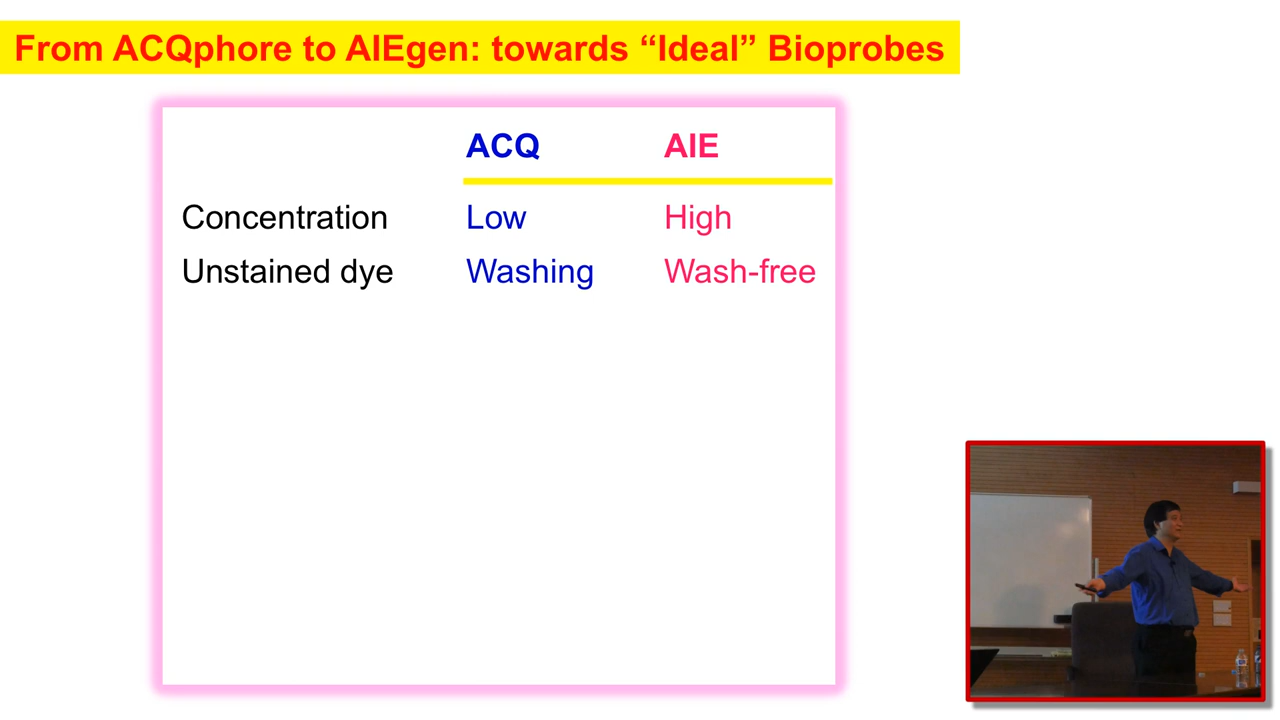 From ACQphore to AIEgen: towards “Ideal” Bioprobes
ACQ AIE
Concentration Low High
Unstained dye Washing Wash-free